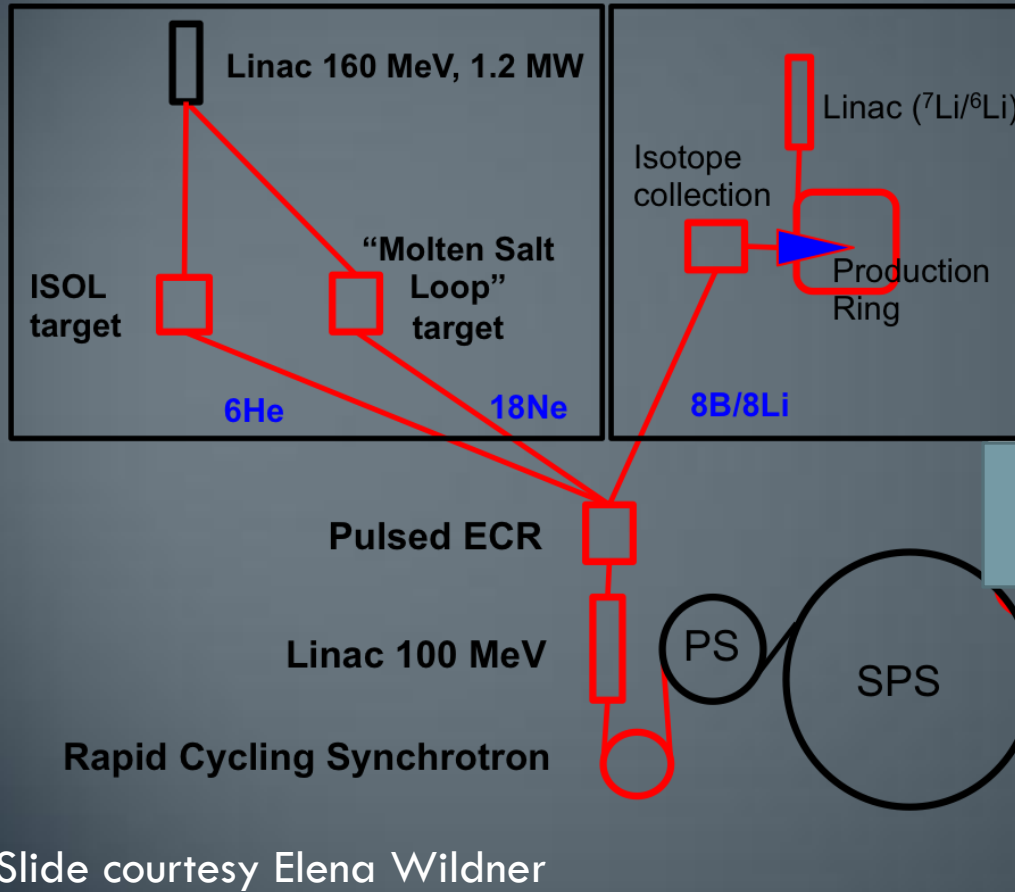 Linac 160 MeV, 1.2 MW
Linac (⁷Li/⁶Li)
Isotope
collection
“Molten Salt
Loop”
target
ISOL
target
Production
Ring
6He
18Ne
8B/8Li
Pulsed ECR
Linac 100 MeV
PS
SPS
Rapid Cycling Synchrotron
Slide courtesy Elena Wildner